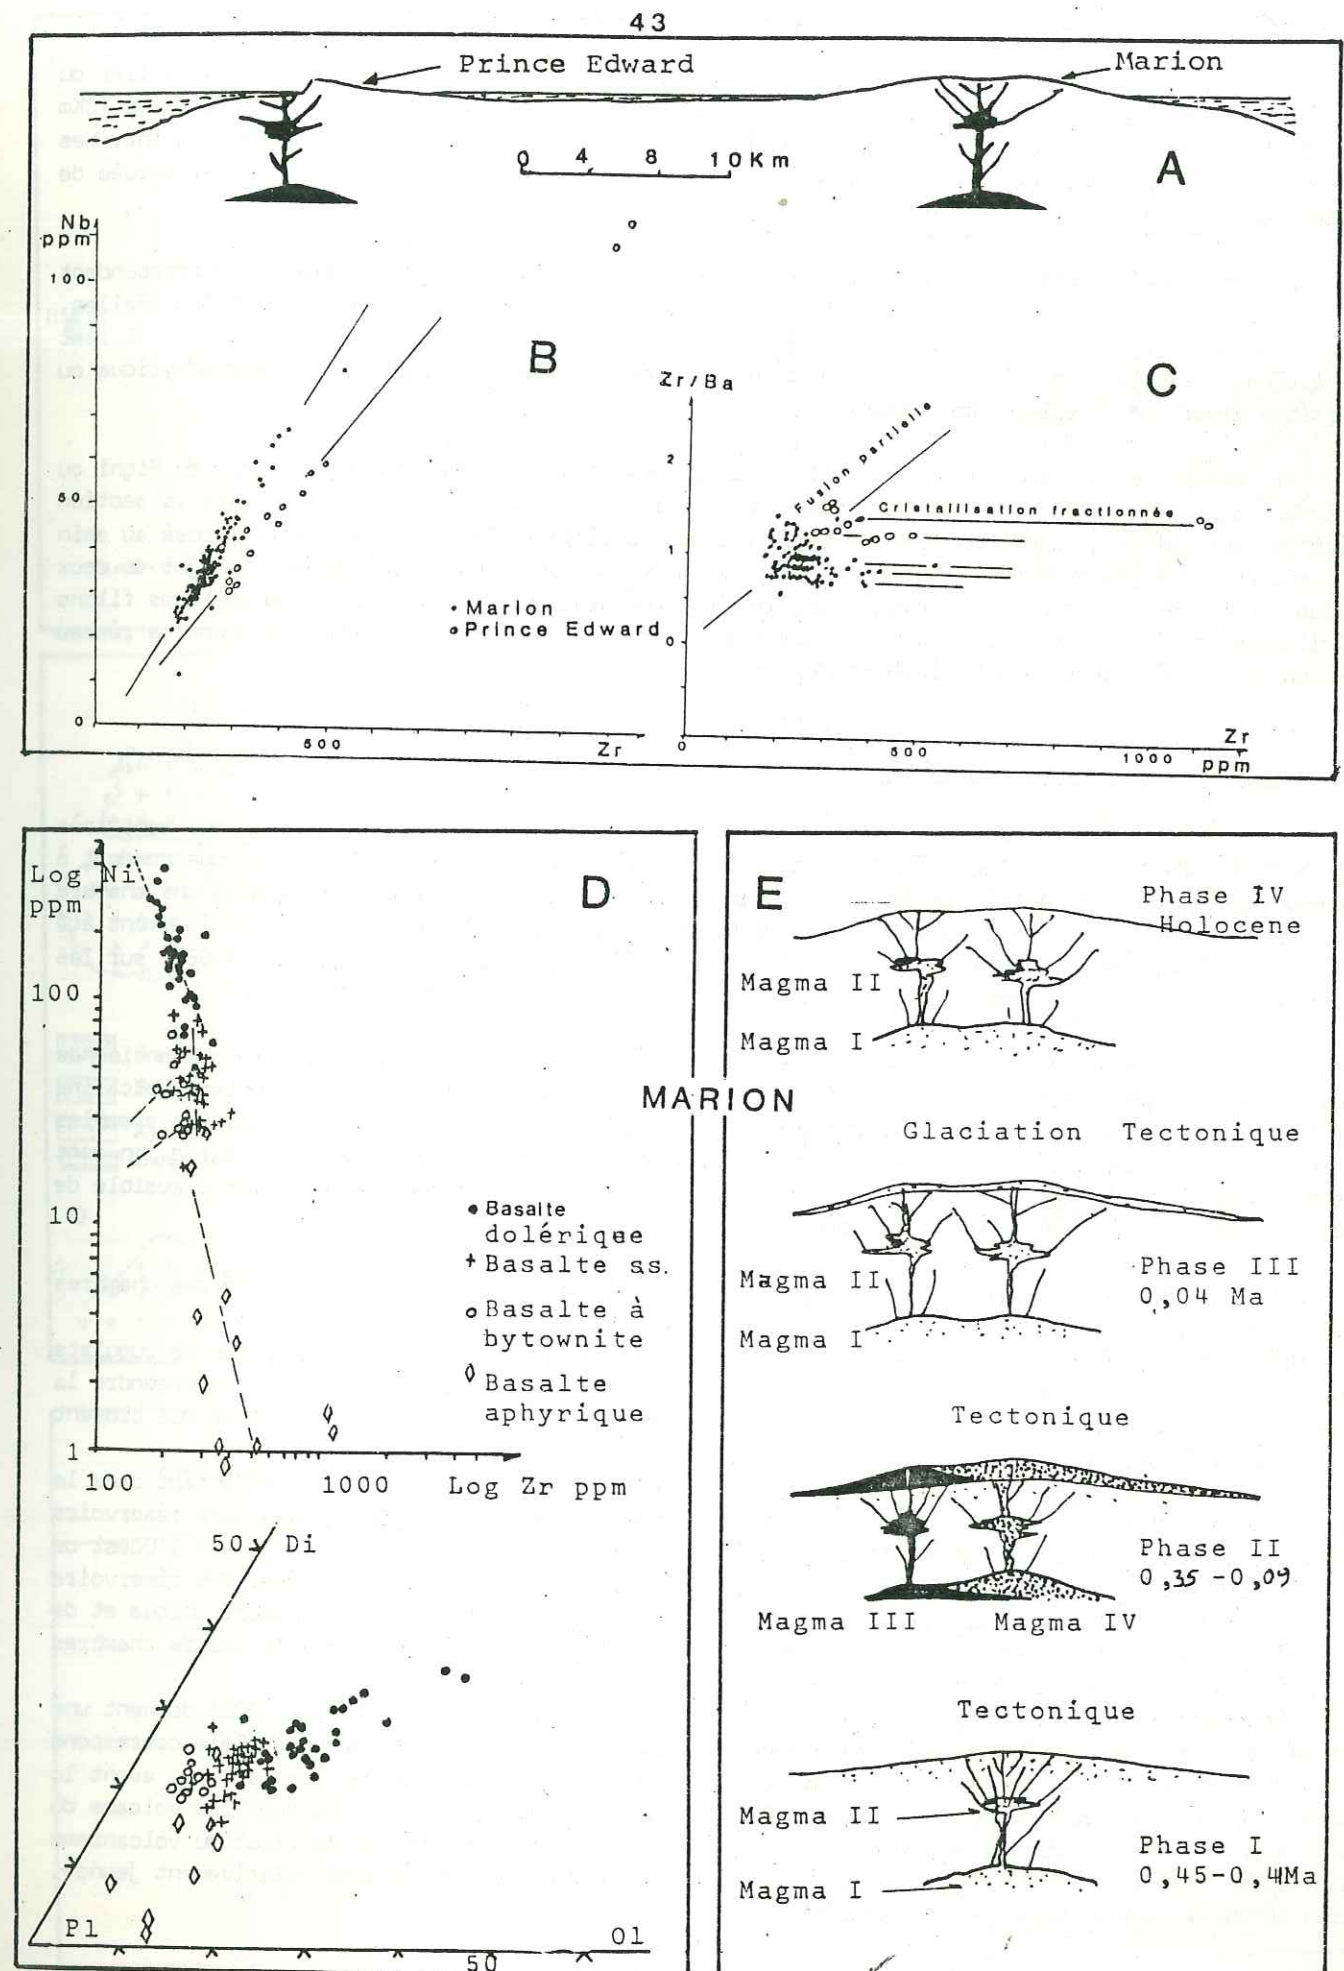 43
Prince Edward
Marion
0 4 8 10Km
A
Nb
ppm
100
50
0
500
Zr
B
• Marion
o Prince Edward
Zr/Ba
C
2
1
0
Fusion partielle
Cristallisation fractionnée
0
500
1000
Zr
ppm
Log Ni
ppm
D
100
10
1
100
1000
Log Zr ppm
• Basalte
dolérique
+ Basalte ss.
o Basalte à
bytownite
◊ Basalte
aphyrique
50
Di
Pl
Ol
50
MARION
E
Phase IV
Holocene
Magma II
Magma I
Glaciation Tectonique
Magma II
Phase III
0,04 Ma
Magma I
Tectonique
Phase II
0,35-0,09
Magma III Magma IV
Tectonique
Magma II
Phase I
0,45-0,4Ma
Magma I